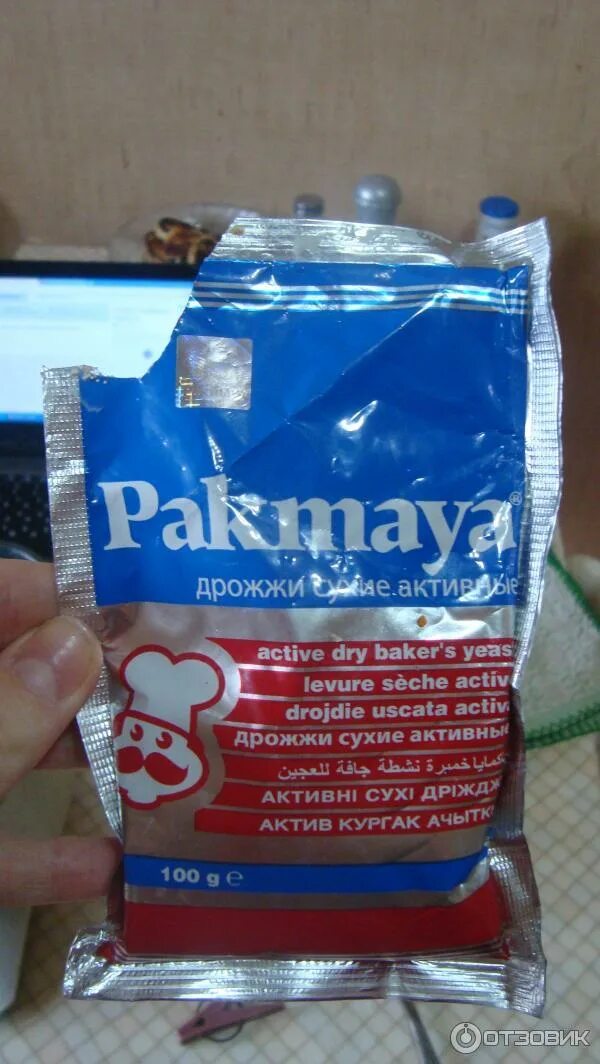 Pakmaya®
дрожжи сухие активные
active dry baker's yeas
levure sèche activ
drojdie uscata activ
дрожжи сухие активны
خميرة نشطة جافة للعجين
АКТИВНІ СУХІ ДРІЖДЖ
АКТИВ КУРГАК АЧЫТК
100 g ℮
ОТЗОВИК